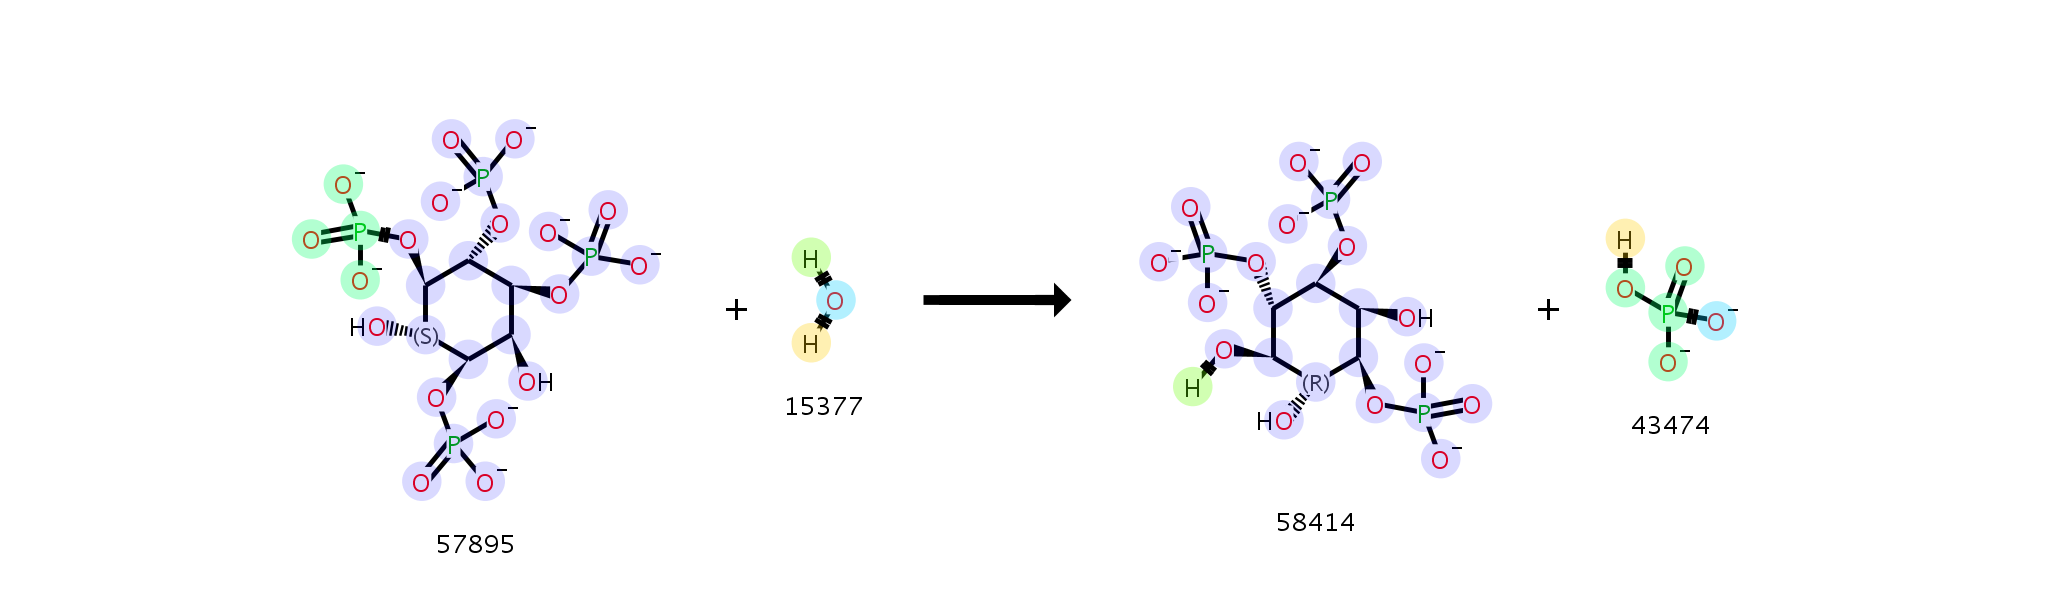 O O⁻
O⁻ P O⁻ O
O⁻ O
O P O O⁻ P O⁻
O⁻ O
HO (S)
O OH
P O⁻
O O⁻
57895
+
H
O
H
15377
O⁻ O
O P O⁻
O⁻ P O O
O⁻ OH
O
H (R) O⁻
HO O P O
O⁻
58414
+
H
O O
P O⁻
O⁻
43474